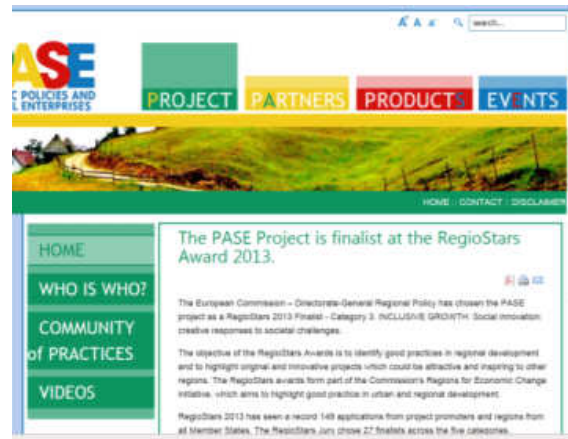 A A A search...
ASE
C POLICIES AND
L ENTERPRISES
PROJECT PARTNERS PRODUCTS EVENTS
HOME : CONTACT : DISCLAIMER
HOME
WHO IS WHO?
COMMUNITY
of PRACTICES
VIDEOS
The PASE Project is finalist at the RegioStars
Award 2013.
The European Commission – Directorate-General Regional Policy has chosen the PASE
project as a RegioStars 2013 Finalist - Category 3: INCLUSIVE GROWTH: Social innovation:
creative responses to societal challenges.
The objective of the RegioStars Awards is to identify good practices in regional development
and to highlight original and innovative projects which could be attractive and inspiring to other
regions. The RegioStars awards form part of the Commission's Regions for Economic Change
initiative, which aims to highlight good practice in urban and regional development.
RegioStars 2013 has seen a record 149 applications from project promoters and regions from
all Member States. The RegioStars Jury chose 27 finalists across the five categories.